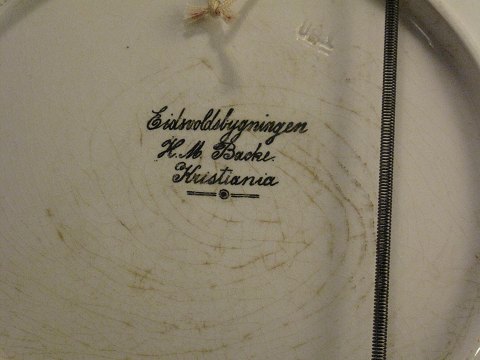 Eidsvoldsbygningen
H. M. Backe.
Kristiania